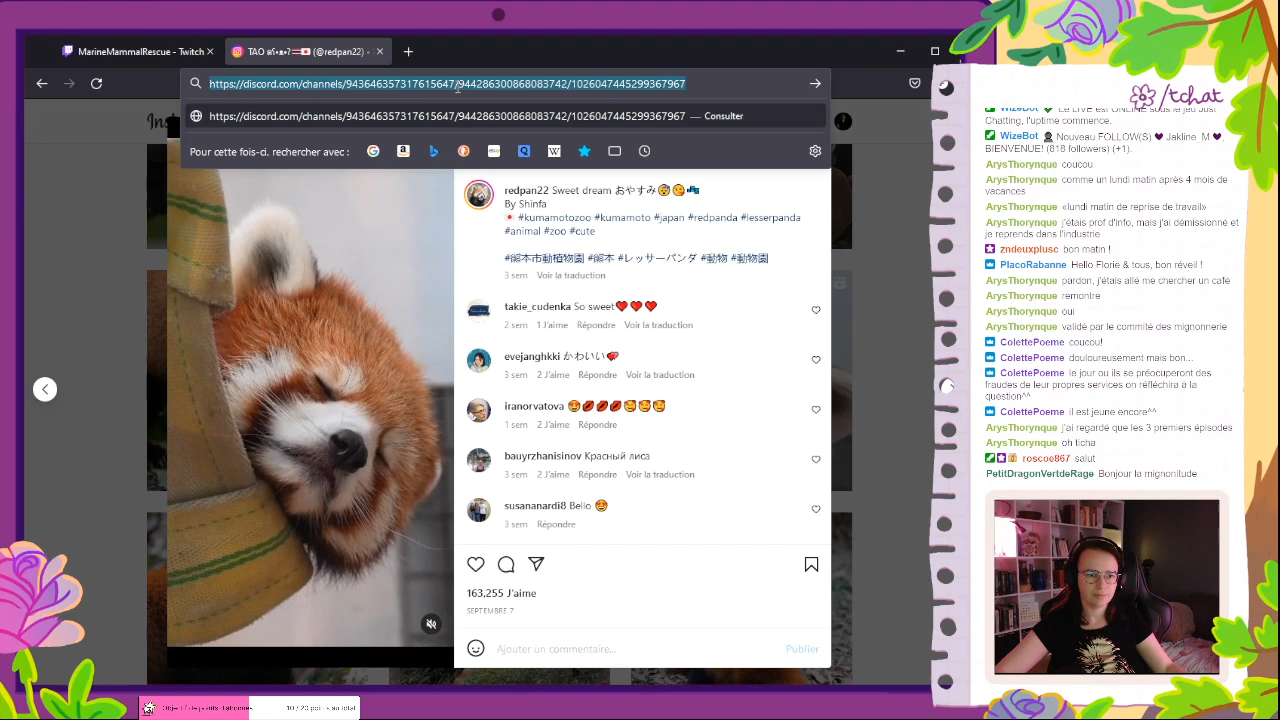 MarineMammalRescue - Twitch
(@redpan22) -
https://discord.com/channels/943648657317615647/944286305968083742/1026047445299367967
https://discord.com/channels/943648657317615647/944286305968083742/1026047445299367967 — Consulter
Pour cette fois-ci, rechercher avec :
redpan22 Sweet dream おやすみ😴😋💤
By Shinfa
🇯🇵 #kumamotozoo #kumamoto #japan #redpanda #lesserpanda
#animal #zoo #cute
#熊本市動植物園 #熊本 #レッサーパンダ #動物 #動物園
3 sem Voir la traduction
takie_cudenka So sweet❤️❤️❤️
2 sem 1 J'aime Répondre Voir la traduction
evejanghkki かわいい💕
3 sem 2 J'aime Répondre Voir la traduction
iranorvatova 😍💋💋💋🥰🥰🥰
1 sem 2 J'aime Répondre
bauyrzhanisinov Красный лиса
3 sem 2 J'aime Répondre Voir la traduction
susananardi8 Bello 😍
3 sem Répondre
163,255 J'aime
SEPTEMBRE 7
Ajouter un commentaire...
Publier
/tchat
WizeBot Le LIVE est ONLINE sous le jeu Just
Chatting, l'uptime commence.
WizeBot Nouveau FOLLOW(S) ♥ Jakline_M ♥
BIENVENUE! (818 followers) (+1).
ArysThorynque coucou
ArysThorynque comme un lundi matin après 4 mois de
vacances
ArysThorynque «lundi matin de reprise de travail»
ArysThorynque j'étais prof d'info, mais j'ai démissionné et
je reprends dans l'industrie
zndeuxplusc bon matin !
PlacoRabanne Hello Florie & tous, bon réveil !
ArysThorynque pardon, j'étais allé me chercher un café
ArysThorynque remontre
ArysThorynque oui
ArysThorynque validé par le commité des mignonnerie
ColettePoeme coucou!
ColettePoeme douloureusement mais bon...
ColettePoeme le jour ou ils se préoccuperont des
fraudes de leur propres services on réfléchira à la
question^^
ColettePoeme il est jeune encore^^
ArysThorynque j'ai regardé que les 3 premiers épisodes
ArysThorynque oh ticha
roscoe867 salut
PetitDragonVertdeRage Bonjour la mignonitude